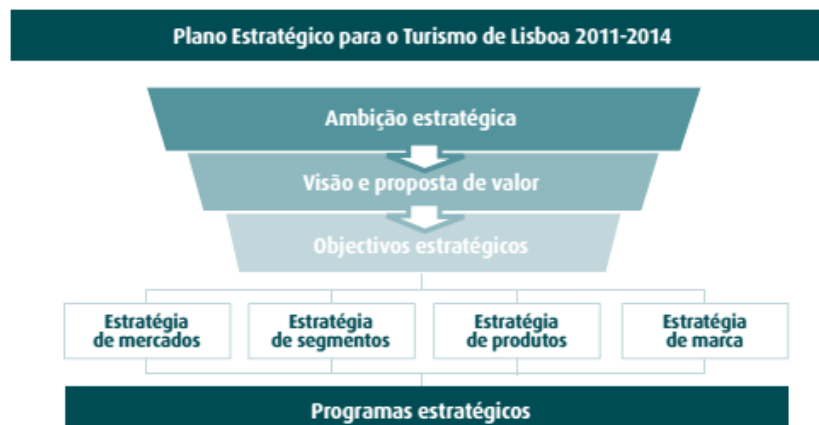 Plano Estratégico para o Turismo de Lisboa 2011-2014
Ambição estratégica
Visão e proposta de valor
Objectivos estratégicos
Estratégia
de mercados
Estratégia
de segmentos
Estratégia
de produtos
Estratégia
de marca
Programas estratégicos